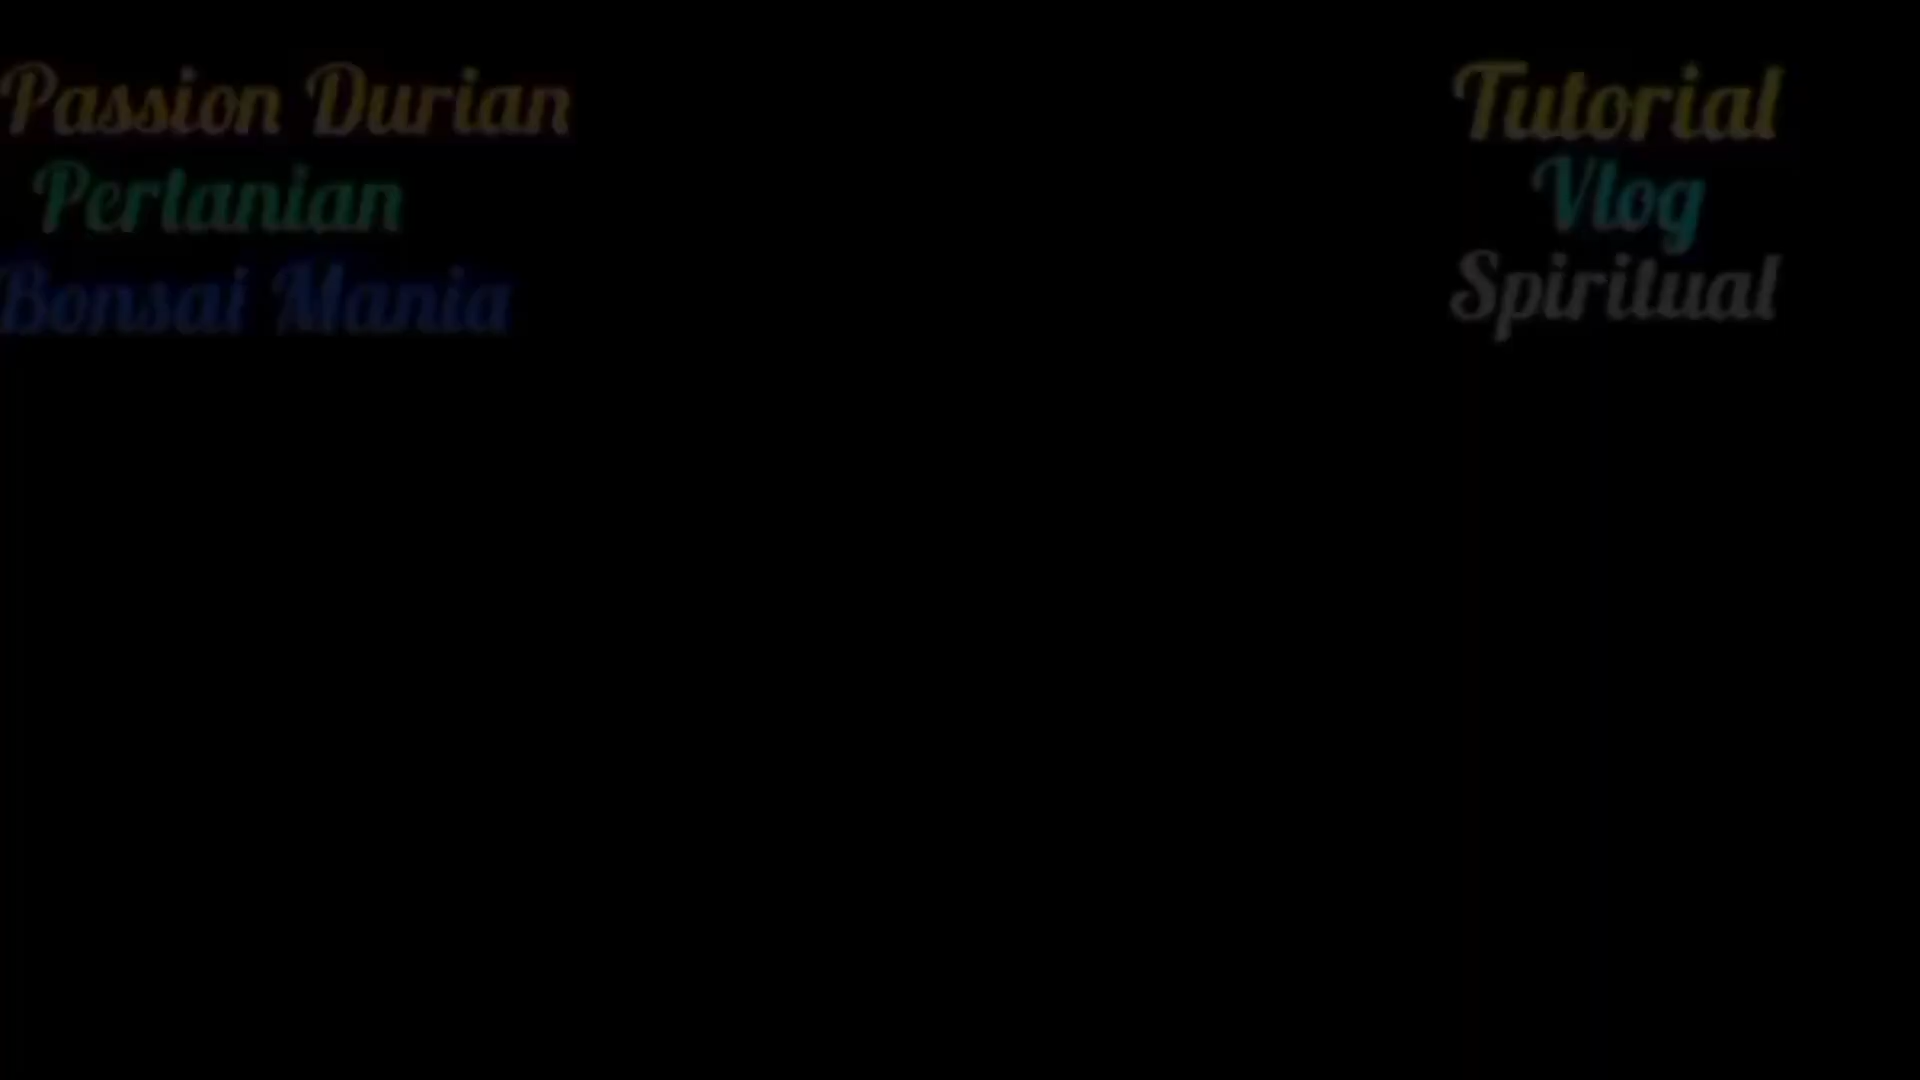 Passion Durian
Pertanian
Bonsai Mania
Tutorial
Vlog
Spiritual